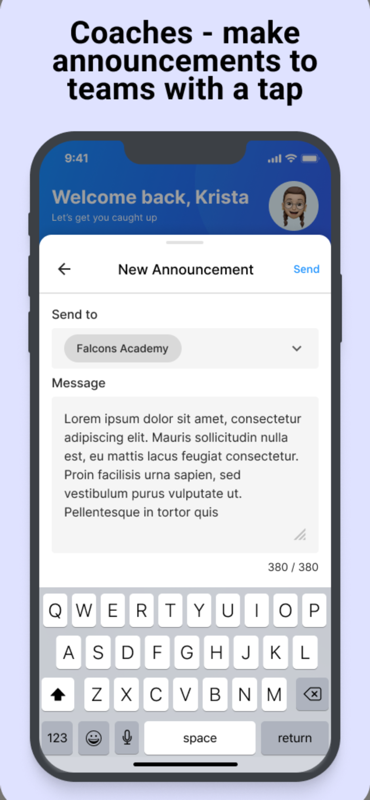 Coaches - make
announcements to
teams with a tap
9:41
Welcome back, Krista
Let's get you caught up
New Announcement
Send
Send to
Falcons Academy
Message
Lorem ipsum dolor sit amet, consectetur
adipiscing elit. Mauris sollicitudin nulla
est, eu mattis lacus feugiat consectetur.
Proin facilisis urna sapien, sed
vestibulum purus vulputate ut.
Pellentesque in tortor quis
380 / 380
Q W E R T Y U I O P
A S D F G H J K L
Z X C V B N M
123 space return